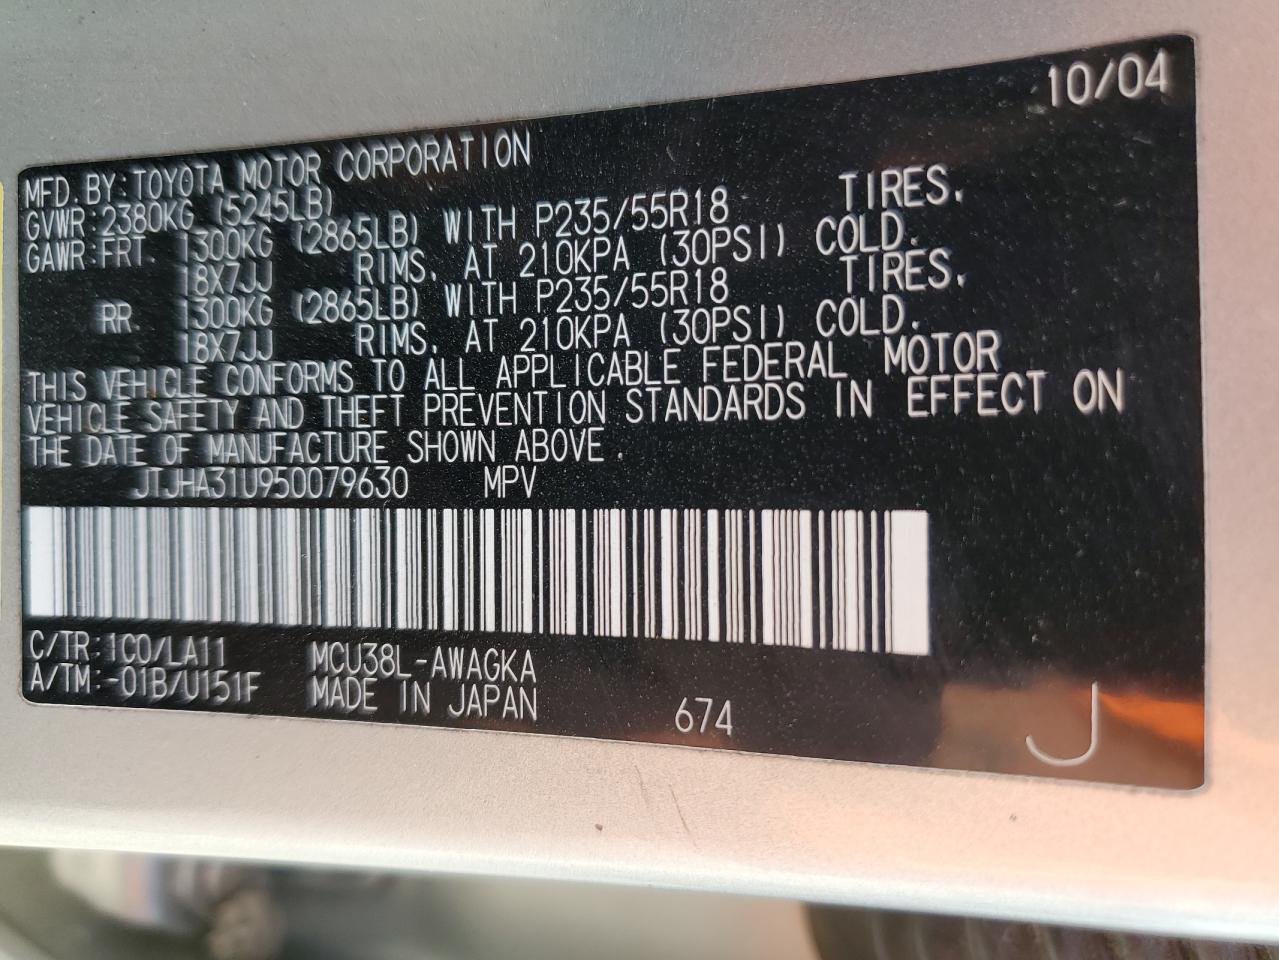 10/04
MFD. BY:TOYOTA MOTOR CORPORATION
GVWR:2380KG (5245LB)
GAWR:FRT. 1300KG (2865LB) WITH P235/55R18 TIRES,
18X7JJ RIMS, AT 210KPA (30PSI) COLD.
RR. 1300KG (2865LB) WITH P235/55R18 TIRES,
18X7JJ RIMS, AT 210KPA (30PSI) COLD.
THIS VEHICLE CONFORMS TO ALL APPLICABLE FEDERAL MOTOR
VEHICLE SAFETY AND THEFT PREVENTION STANDARDS IN EFFECT ON
THE DATE OF MANUFACTURE SHOWN ABOVE.
JTJHA31U950079630 MPV
C/TR:1C0/LA11 MCU38L-AWAGKA
A/TM:-01B/U151F MADE IN JAPAN
674
J